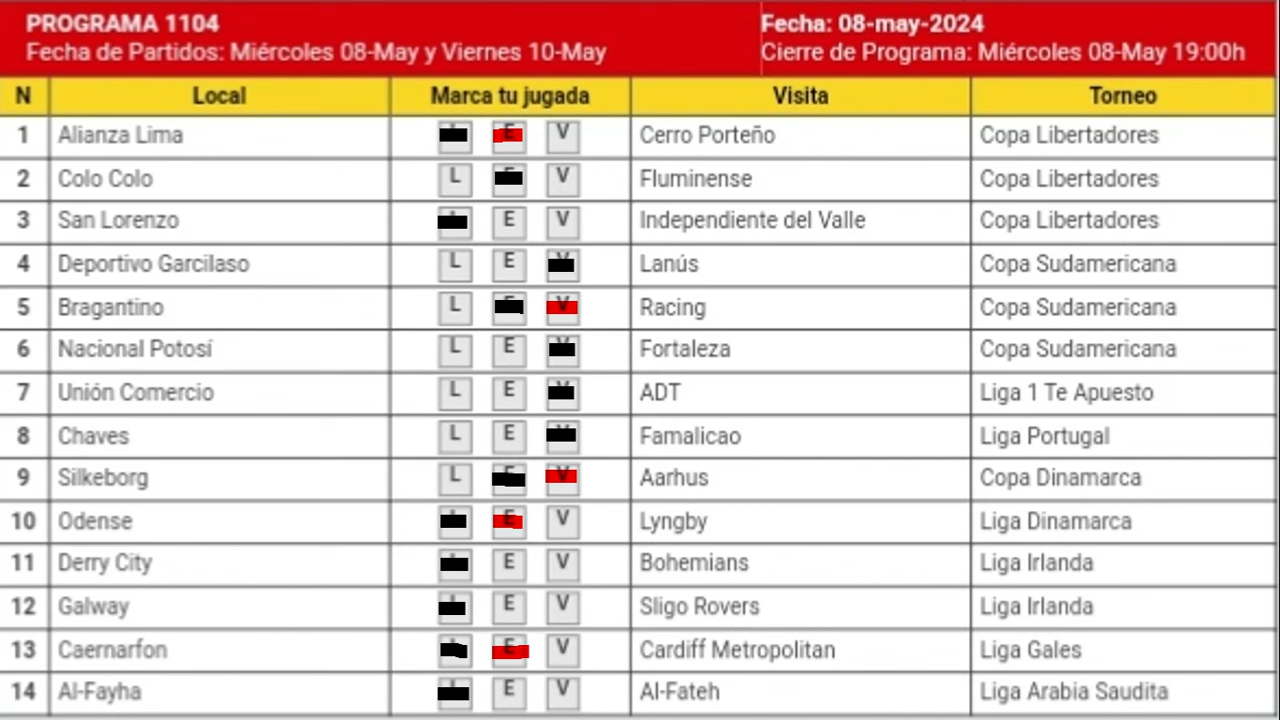 PROGRAMA 1104 Fecha: 08-may-2024
Fecha de Partidos: Miércoles 08-May y Viernes 10-May Cierre de Programa: Miércoles 08-May 19:00h
N Local Marca tu jugada Visita Torneo
1 Alianza Lima E V Cerro Porteño Copa Libertadores
2 Colo Colo L V Fluminense Copa Libertadores
3 San Lorenzo E V Independiente del Valle Copa Libertadores
4 Deportivo Garcilaso L E Lanús Copa Sudamericana
5 Bragantino L V Racing Copa Sudamericana
6 Nacional Potosí L E Fortaleza Copa Sudamericana
7 Unión Comercio L E ADT Liga 1 Te Apuesto
8 Chaves L E Famalicao Liga Portugal
9 Silkeborg L V Aarhus Copa Dinamarca
10 Odense E V Lyngby Liga Dinamarca
11 Derry City E V Bohemians Liga Irlanda
12 Galway E V Sligo Rovers Liga Irlanda
13 Caernarfon E V Cardiff Metropolitan Liga Gales
14 Al-Fayha E V Al-Fateh Liga Arabia Saudita